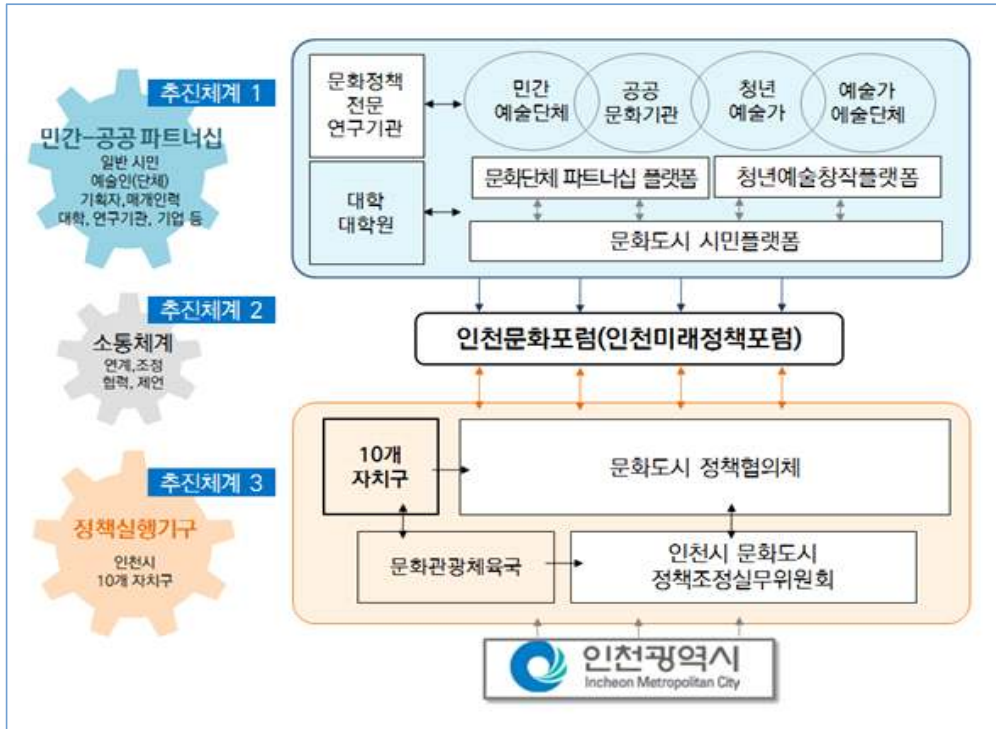 추진체계 1
민간-공공 파트너십
일반 시민
예술인(단체)
기획자,매개인력
대학, 연구기관, 기업 등
문화정책
전문
연구기관
대학
대학원
민간
예술단체
공공
문화기관
청년
예술가
예술가
예술단체
문화단체 파트너십 플랫폼
청년예술창작플랫폼
문화도시 시민플랫폼
추진체계 2
소통체계
연계,조정
협력, 제언
인천문화포럼(인천미래정책포럼)
추진체계 3
정책실행기구
인천시
10개 자치구
10개
자치구
문화도시 정책협의체
문화관광체육국
인천시 문화도시
정책조정실무위원회
인천광역시
Incheon Metropolitan City